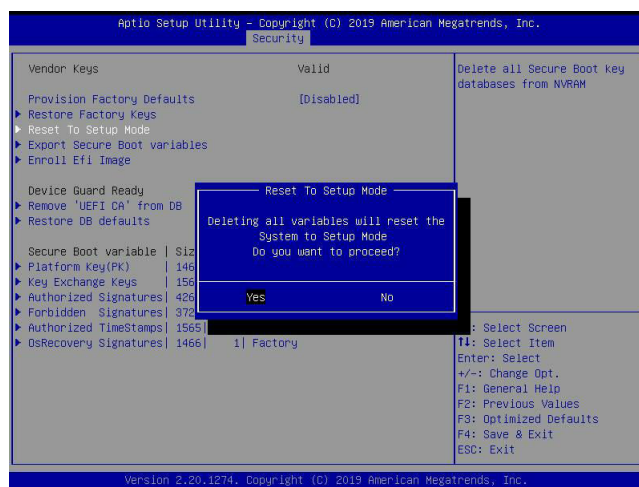 Aptio Setup Utility – Copyright (C) 2019 American Megatrends, Inc.
Security
Vendor Keys Valid
Provision Factory Defaults [Disabled]
Restore Factory Keys
Reset To Setup Mode
Export Secure Boot variables
Enroll Efi Image
Device Guard Ready
Remove 'UEFI CA' from DB
Restore DB defaults
Secure Boot variable | Siz
Platform Key(PK) | 146
Key Exchange Keys | 156
Authorized Signatures| 426
Forbidden Signatures| 372
Authorized TimeStamps| 1565|
OsRecovery Signatures| 1466| 1| Factory
Reset To Setup Mode
Deleting all variables will reset the
System to Setup Mode
Do you want to proceed?
Yes No
Delete all Secure Boot key
databases from NVRAM
: Select Screen
↑↓: Select Item
Enter: Select
+/-: Change Opt.
F1: General Help
F2: Previous Values
F3: Optimized Defaults
F4: Save & Exit
ESC: Exit
Version 2.20.1274. Copyright (C) 2019 American Megatrends, Inc.